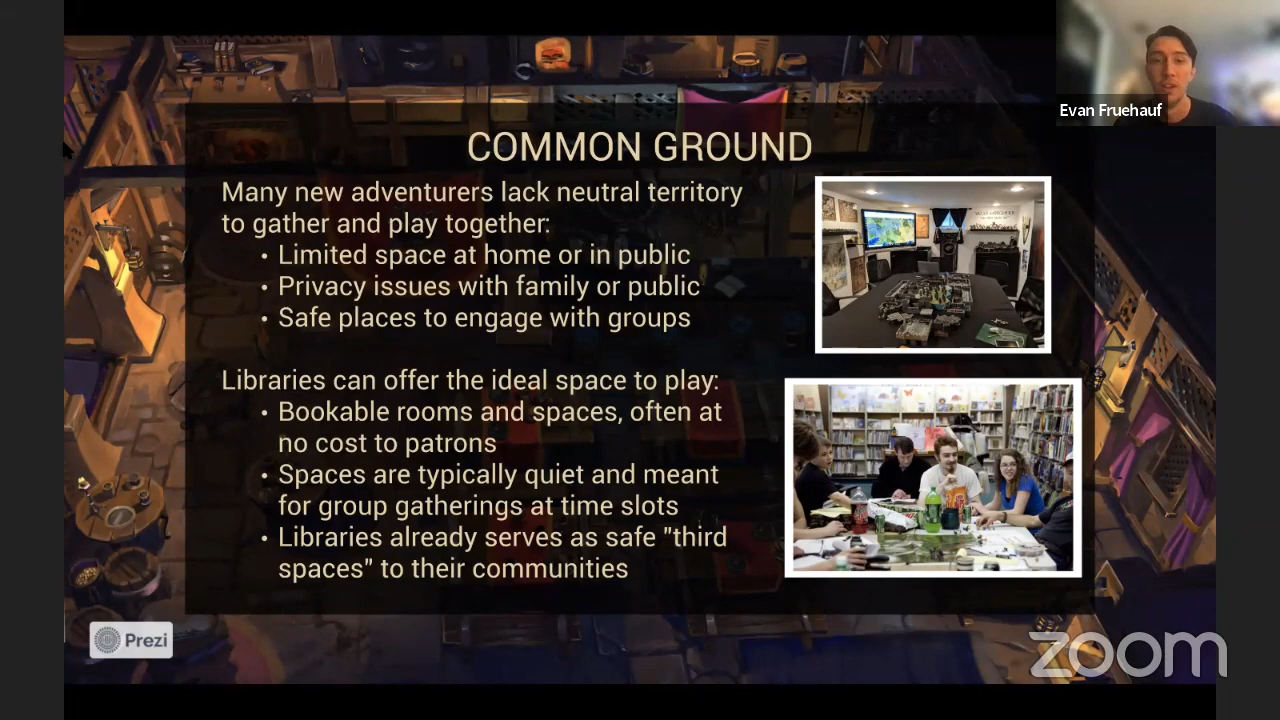 Evan Fruehauf
COMMON GROUND
Many new adventurers lack neutral territory
to gather and play together:
• Limited space at home or in public
• Privacy issues with family or public
• Safe places to engage with groups
Libraries can offer the ideal space to play:
• Bookable rooms and spaces, often at
no cost to patrons
• Spaces are typically quiet and meant
for group gatherings at time slots
• Libraries already serves as safe "third
spaces" to their communities
Prezi
zoom